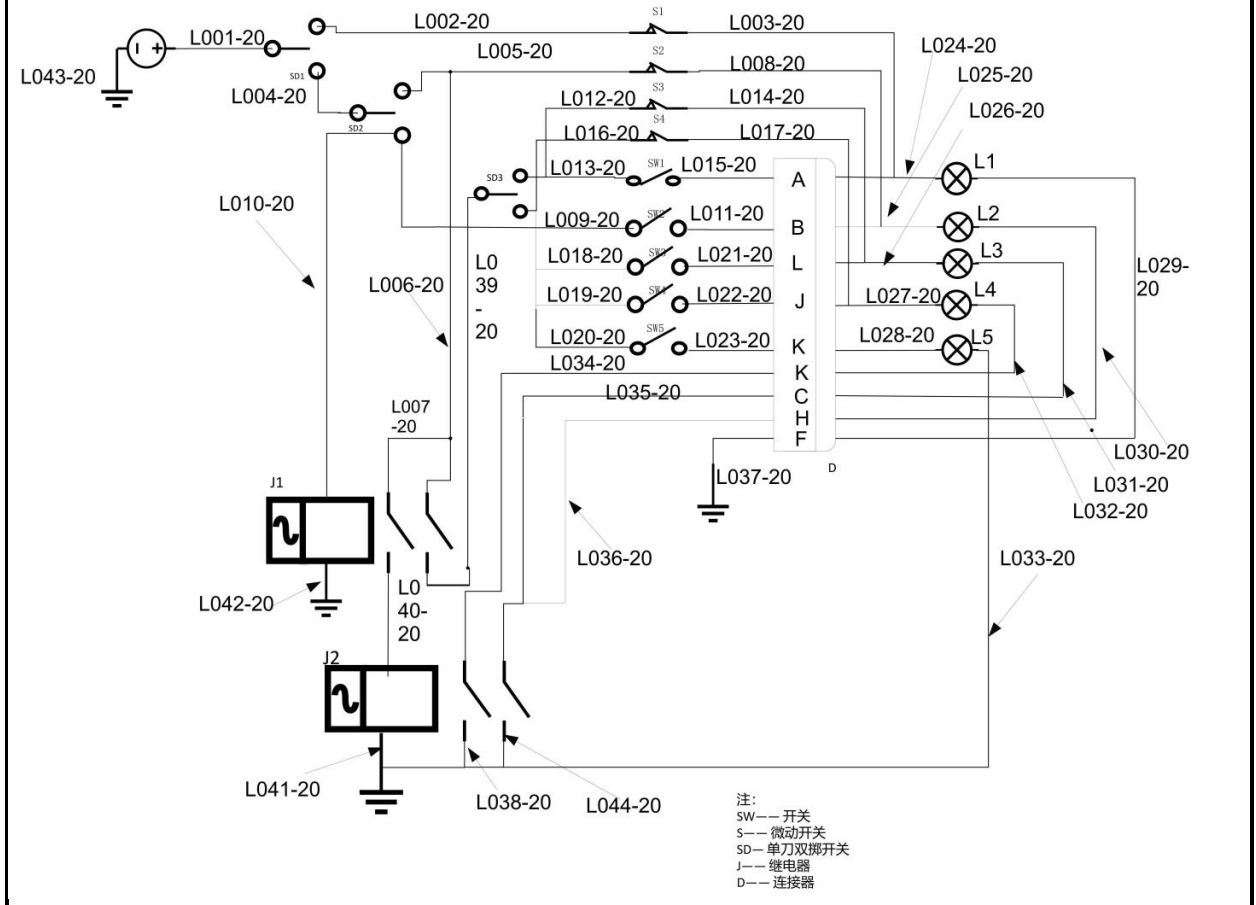 L002-20
S1
L003-20
L001-20
L005-20
S2
L024-20
L043-20
SD1
L008-20
L025-20
L004-20
S3
L012-20
L014-20
L026-20
S4
SD2
L016-20
L017-20
SW1
L013-20
L015-20
L1
SD3
A
L010-20
SW2
L009-20
L011-20
B
L2
SW3
L018-20
L021-20
L
L3
L0
39
-
20
L029-
20
L006-20
SW4
L019-20
L022-20
J
L027-20
L4
SW5
L020-20
L023-20
K
L028-20
L5
L034-20
K
L035-20
C
L007
-20
H
F
L030-20
D
L037-20
J1
L031-20
L032-20
L036-20
L033-20
L042-20
L0
40-
20
J2
L041-20
L038-20
L044-20
注:
SW—— 开关
S—— 微动开关
SD— 单刀双掷开关
J—— 继电器
D—— 连接器